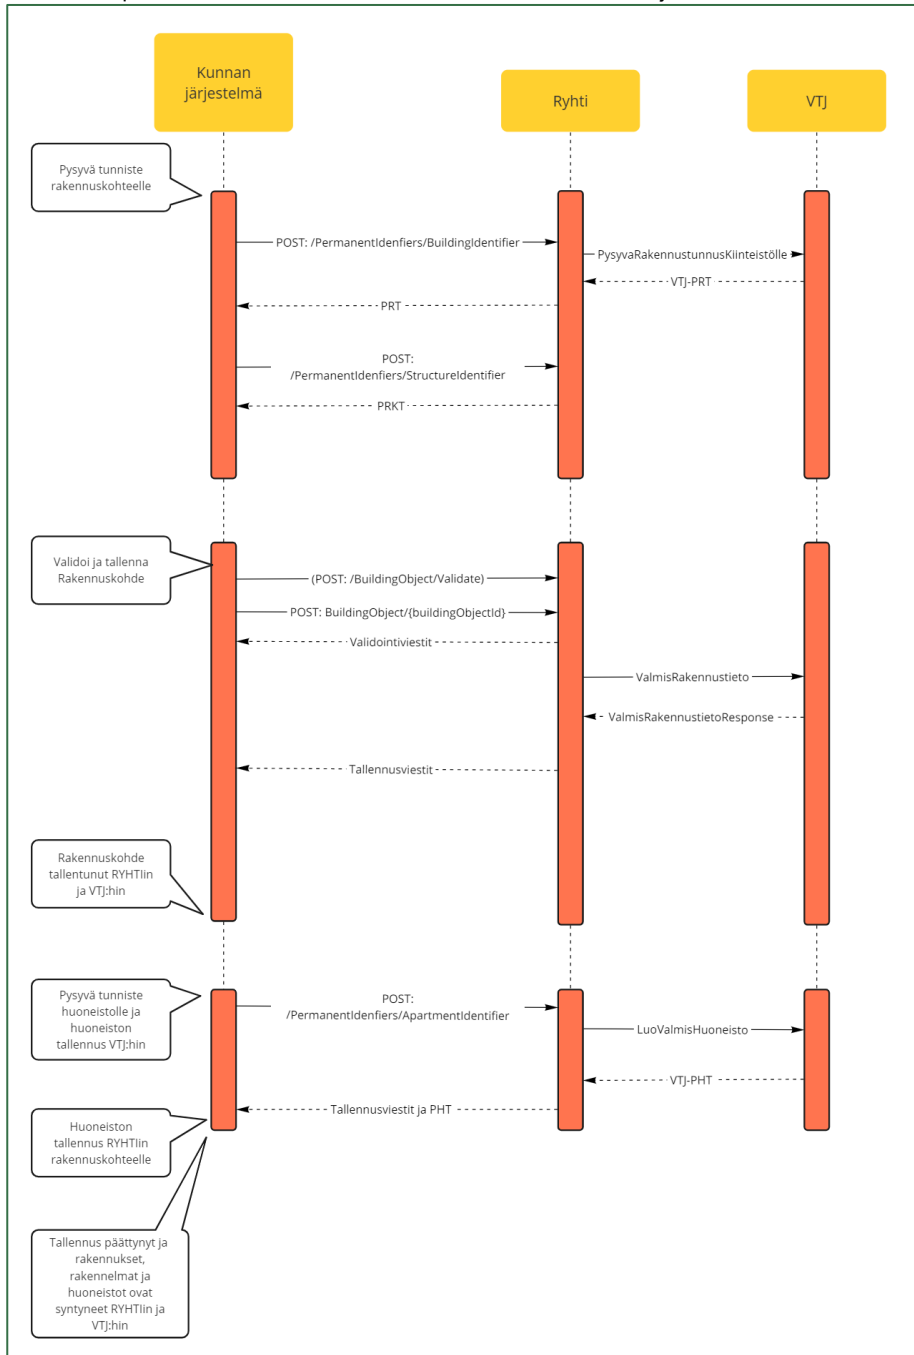 Kunnan
järjestelmä
Ryhti
VTJ
Pysyvä tunniste
rakennuskohteelle
POST: /PermanentIdenfiers/BuildingIdentifier
PysyvaRakennustunnusKiinteistölle
VTJ-PRT
PRT
POST:
/PermanentIdenfiers/StructureIdentifier
PRKT
Validoi ja tallenna
Rakennuskohde
(POST: /BuildingObject/Validate)
POST: BuildingObject/{buildingObjectId}
Validointiviestit
ValmisRakennustieto
ValmisRakennustietoResponse
Tallennusviestit
Rakennuskohde
tallentunut RYHTIin
ja VTJ:hin
Pysyvä tunniste
huoneistolle ja
huoneiston
tallennus VTJ:hin
POST:
/PermanentIdenfiers/ApartmentIdentifier
LuoValmisHuoneisto
VTJ-PHT
Tallennusviestit ja PHT
Huoneiston
tallennus RYHTIin
rakennuskohteelle
Tallennus päättynyt ja
rakennukset,
rakennelmat ja
huoneistot ovat
syntyneet RYHTIin ja
VTJ:hin